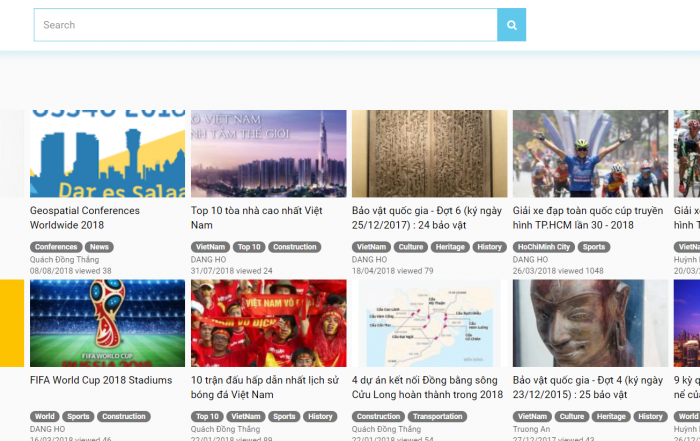 Search
Dar es Salaa
O VIỆT NAM
NH TẦM THẾ GIỚI
Geospatial Conferences
Worldwide 2018
Conferences News
Quách Đồng Thắng
08/08/2018 viewed 38
Top 10 tòa nhà cao nhất Việt
Nam
VietNam Top 10 Construction
DANG HO
31/07/2018 viewed 24
Bảo vật quốc gia - Đợt 6 (ký ngày
25/12/2017) : 24 bảo vật
VietNam Culture Heritage History
DANG HO
18/04/2018 viewed 79
Giải xe đạp toàn quốc cúp truyền
hình TP.HCM lần 30 - 2018
HoChiMinh City Sports
DANG HO
26/03/2018 viewed 1048
Giải x
hình T
VietNa
Huỳnh
FIFA WORLD CUP
RUSSIA 2018
VIỆT NAM VÔ ĐỊCH
FIFA World Cup 2018 Stadiums
World Sports Construction
DANG HO
16/03/2018 viewed 46
10 trận đấu hấp dẫn nhất lịch sử
bóng đá Việt Nam
Top 10 VietNam Sports History
Quách Đồng Thắng
22/01/2018 viewed 89
4 dự án kết nối Đồng bằng sông
Cửu Long hoàn thành trong 2018
Construction Transportation
Quách Đồng Thắng
22/01/2018 viewed 54
Bảo vật quốc gia - Đợt 4 (ký ngày
23/12/2015) : 25 bảo vật
VietNam Culture Heritage History
Truong An
27/12/2017 viewed 43
9 kỳ q
nế củ
World
Huỳnh